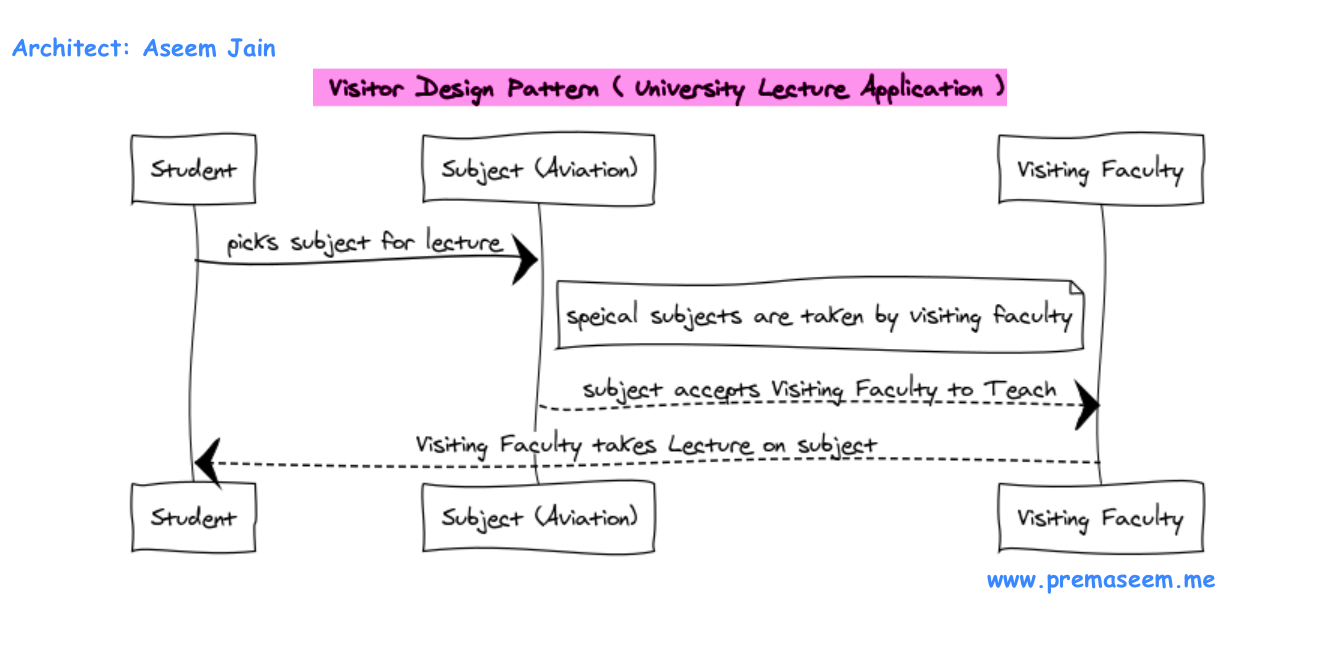 Architect: Aseem Jain
Visitor Design Pattern ( University Lecture Application )
Student
Subject (Aviation)
Visiting Faculty
picks subject for lecture
speical subjects are taken by visiting faculty
subject accepts Visiting Faculty to Teach
Visiting Faculty takes Lecture on subject
Student
Subject (Aviation)
Visiting Faculty
www.premaseem.me